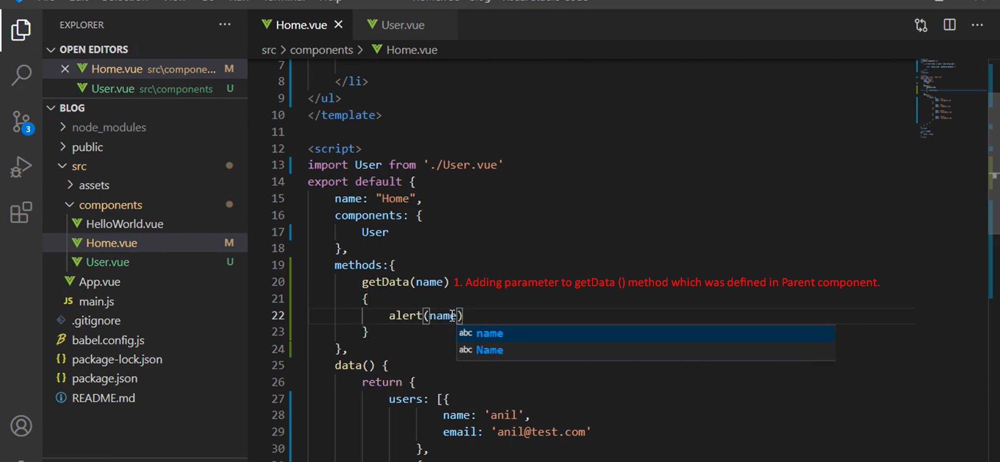 EXPLORER
Home.vue
User.vue
OPEN EDITORS
src > components > Home.vue
Home.vue src\compone... M
User.vue src\components U
BLOG
node_modules
public
src
assets
components
HelloWorld.vue
Home.vue M
User.vue U
App.vue
JS main.js
.gitignore
babel.config.js
{} package-lock.json
{} package.json
README.md
3
7
8 </li>
9 </ul>
10 </template>
11
12 <script>
13 import User from './User.vue'
14 export default {
15 name: "Home",
16 components: {
17 User
18 },
19 methods:{
20 getData(name) 1. Adding parameter to getData () method which was defined in Parent component.
21 {
22 alert(name)
23 }
abc name
24 },
abc Name
25 data() {
26 return {
27 users: [{
28 name: 'anil',
29 email: 'anil@test.com'
30 },